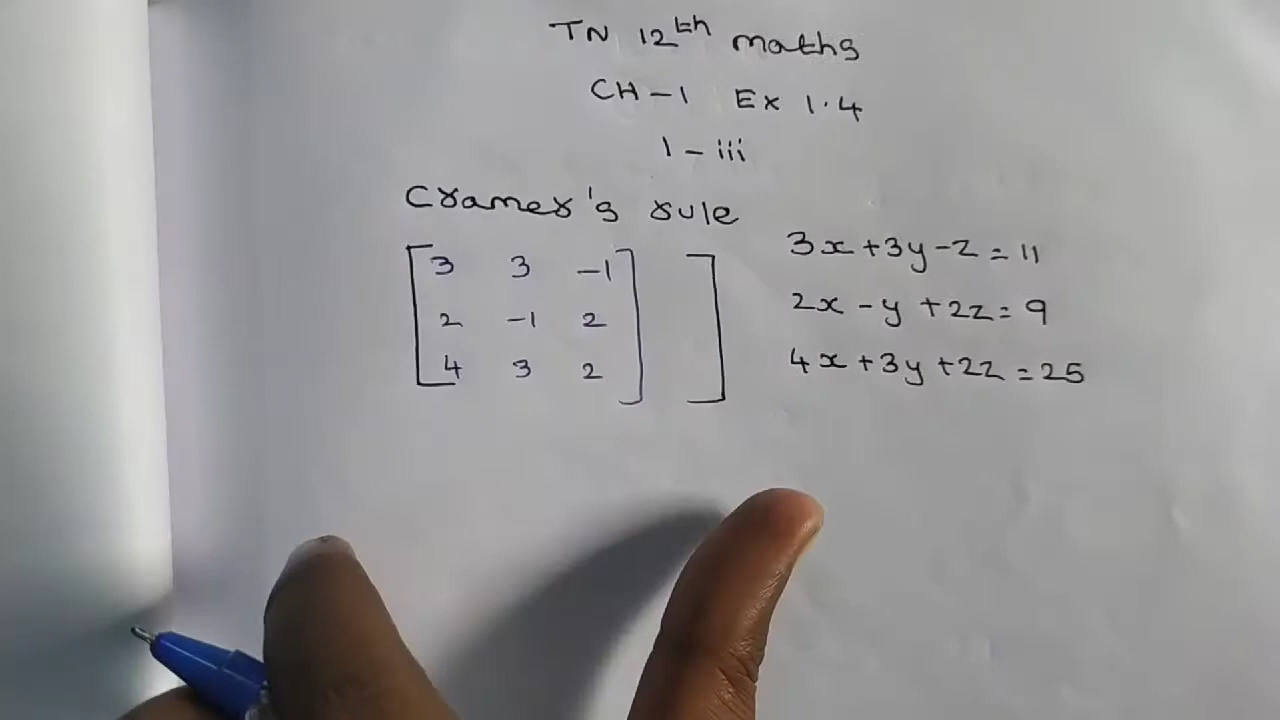 TN 12th maths
CH-1 Ex 1.4
1-iii
Cramer's rule
3 3 -1
2 -1 2
4 3 2
3x+3y-z=11
2x-y+2z=9
4x+3y+2z=25